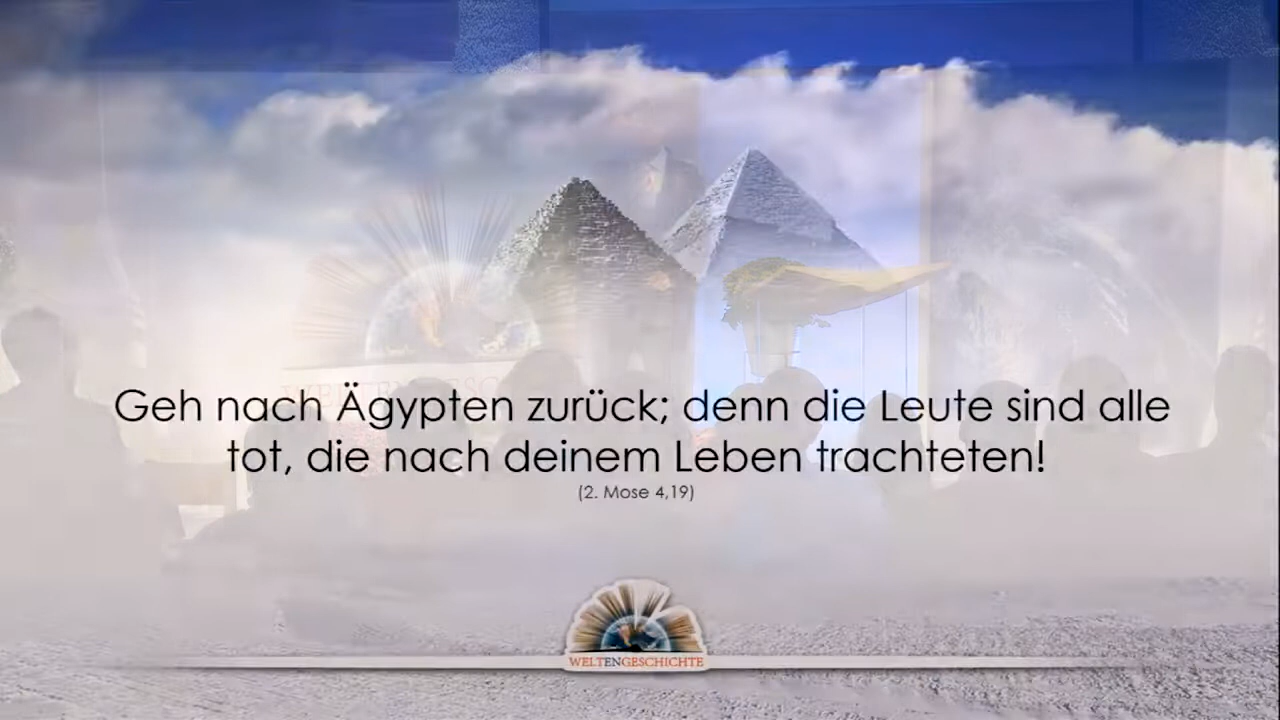 Geh nach Ägypten zurück; denn die Leute sind alle
tot, die nach deinem Leben trachteten!
(2. Mose 4,19)
WELTENGESCHICHTE